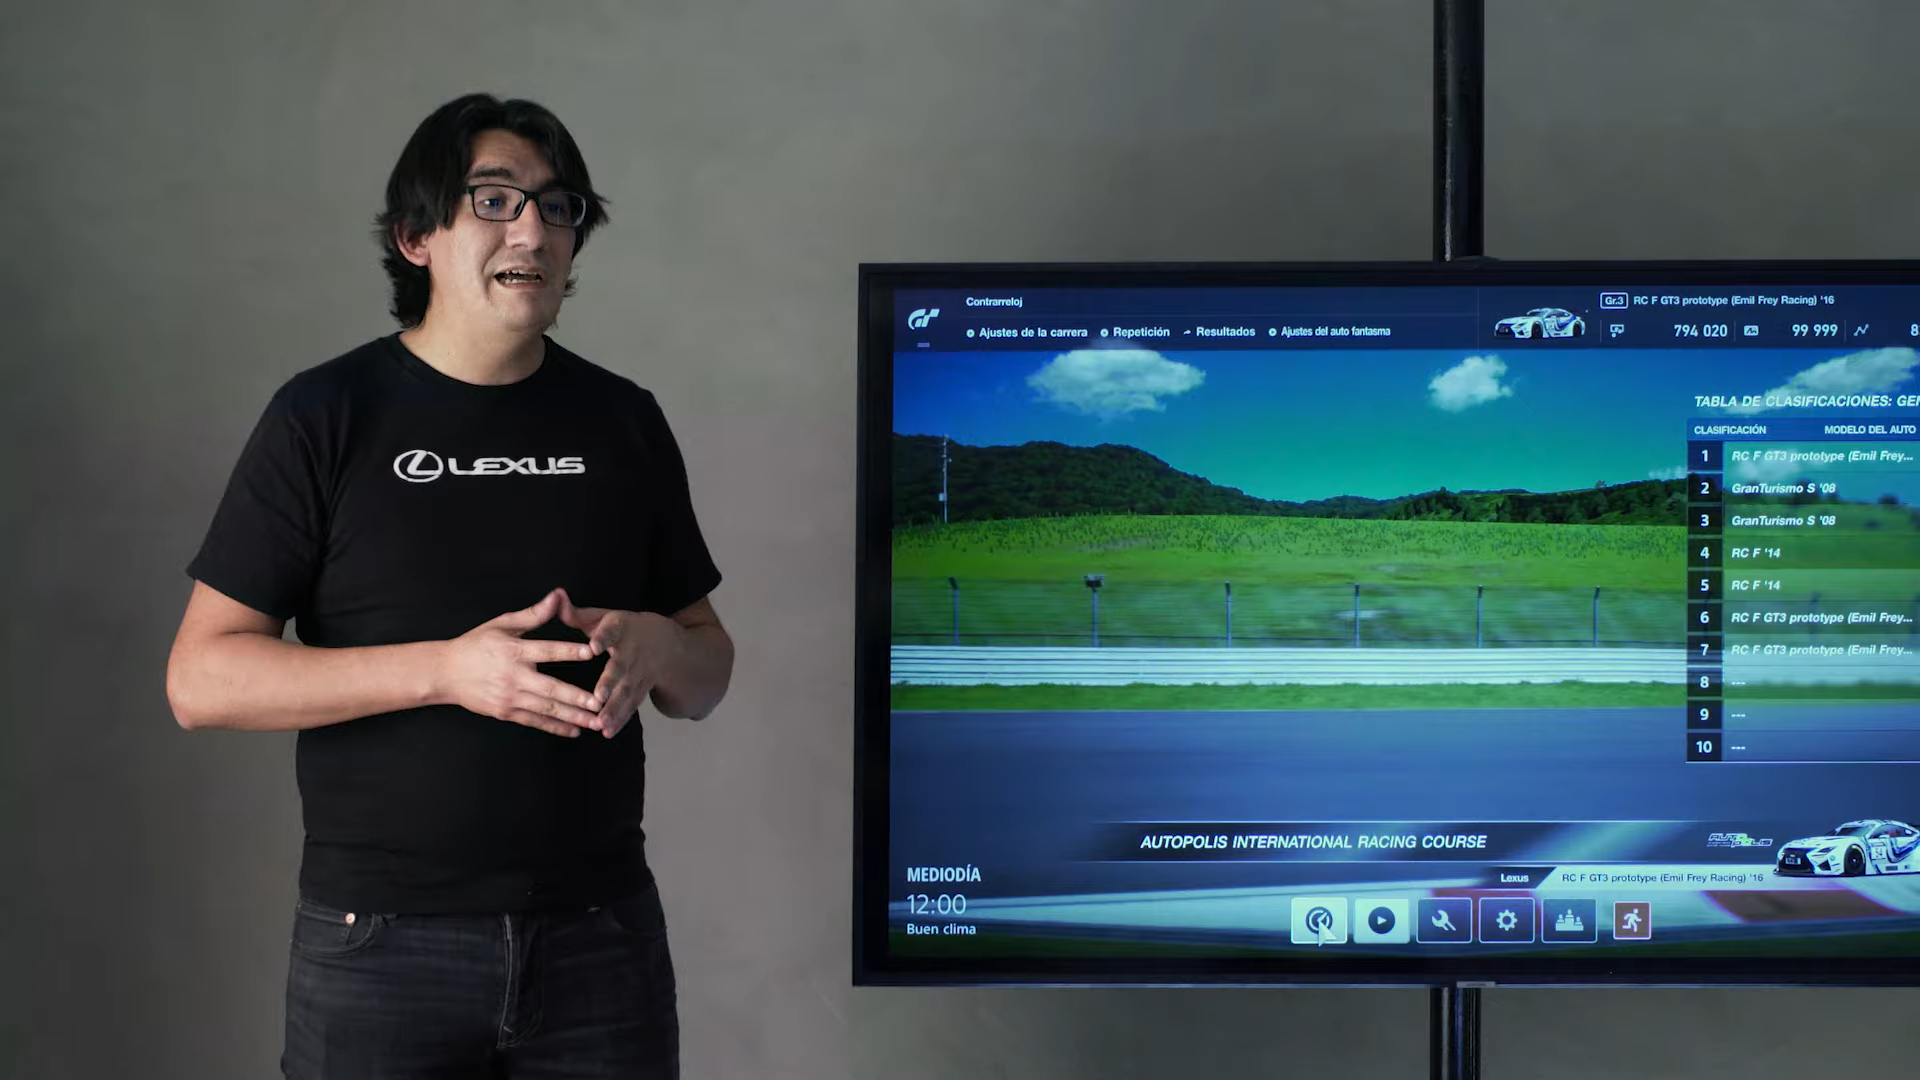 LEXUS
Contrarreloj
Ajustes de la carrera Repetición Resultados Ajustes del auto fantasma
Gr.3 RC F GT3 prototype (Emil Frey Racing) '16
794 020 99 999 8
TABLA DE CLASIFICACIONES: GEN
CLASIFICACIÓN MODELO DEL AUTO
1 RC F GT3 prototype (Emil Frey...
2 GranTurismo S '08
3 GranTurismo S '08
4 RC F '14
5 RC F '14
6 RC F GT3 prototype (Emil Frey...
7 RC F GT3 prototype (Emil Frey...
8 ---
9 ---
10 ---
AUTOPOLIS INTERNATIONAL RACING COURSE
Lexus RC F GT3 prototype (Emil Frey Racing) '16
MEDIODÍA
12:00
Buen clima